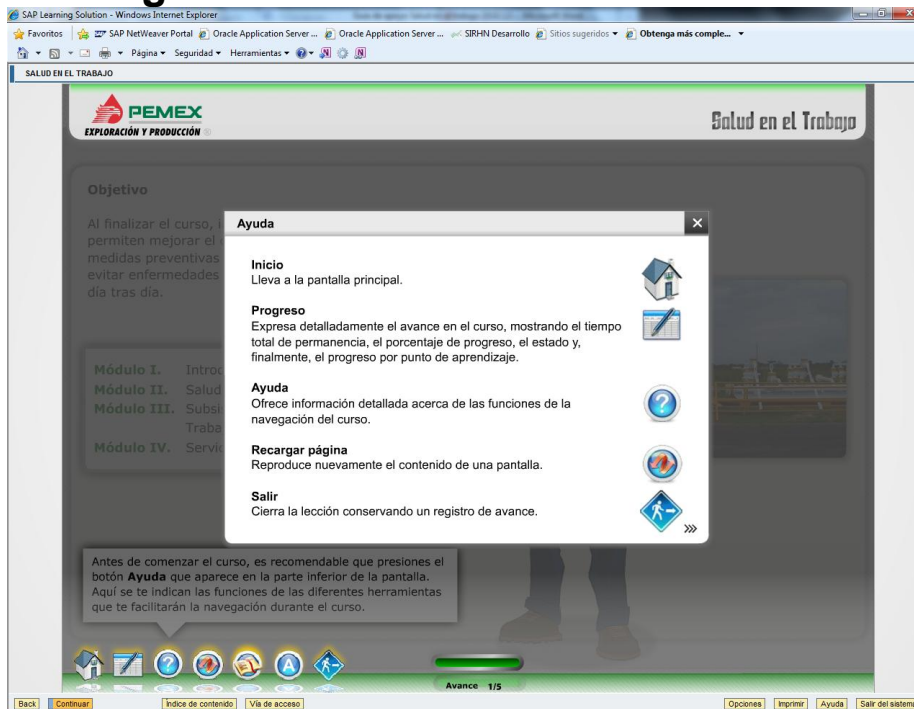 SAP Learning Solution - Windows Internet Explorer
Favoritos SAP NetWeaver Portal Oracle Application Server ... Oracle Application Server ... SIRHN Desarrollo Sitios sugeridos Obtenga más comple...
Página Seguridad Herramientas
SALUD EN EL TRABAJO
PEMEX
EXPLORACIÓN Y PRODUCCIÓN ®
Salud en el Trabajo
Objetivo
Al finalizar el curso, i
permiten mejorar el
medidas preventivas
evitar enfermedades
día tras día.
Módulo I. Introd
Módulo II. Salud
Módulo III. Subsi
Traba
Módulo IV. Servic
Ayuda
Inicio
Lleva a la pantalla principal.
Progreso
Expresa detalladamente el avance en el curso, mostrando el tiempo
total de permanencia, el porcentaje de progreso, el estado y,
finalmente, el progreso por punto de aprendizaje.
Ayuda
Ofrece información detallada acerca de las funciones de la
navegación del curso.
Recargar página
Reproduce nuevamente el contenido de una pantalla.
Salir
Cierra la lección conservando un registro de avance.
Antes de comenzar el curso, es recomendable que presiones el
botón Ayuda que aparece en la parte inferior de la pantalla.
Aquí se te indican las funciones de las diferentes herramientas
que te facilitarán la navegación durante el curso.
A
Avance 1/5
Back Continuar Índice de contenido Vía de acceso Opciones Imprimir Ayuda Salir del sistema